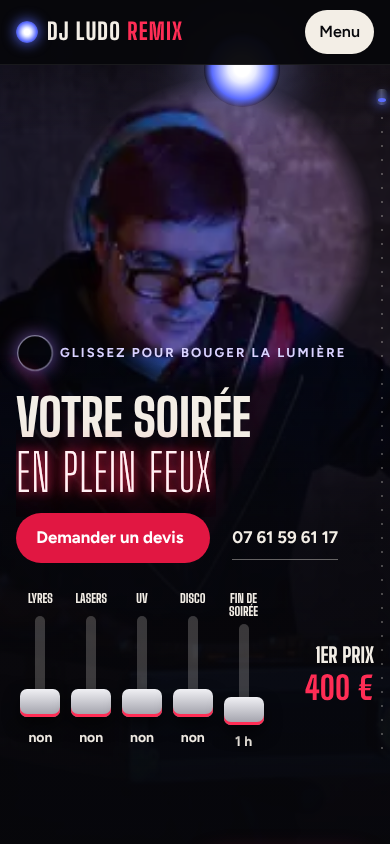 DJ LUDO REMIX
Menu
GLISSEZ POUR BOUGER LA LUMIÈRE
VOTRE SOIRÉE
EN PLEIN FEUX
Demander un devis
07 61 59 61 17
LYRES
LASERS
UV
DISCO
FIN DE
SOIRÉE
1ER PRIX
400 €
non
non
non
non
1 h